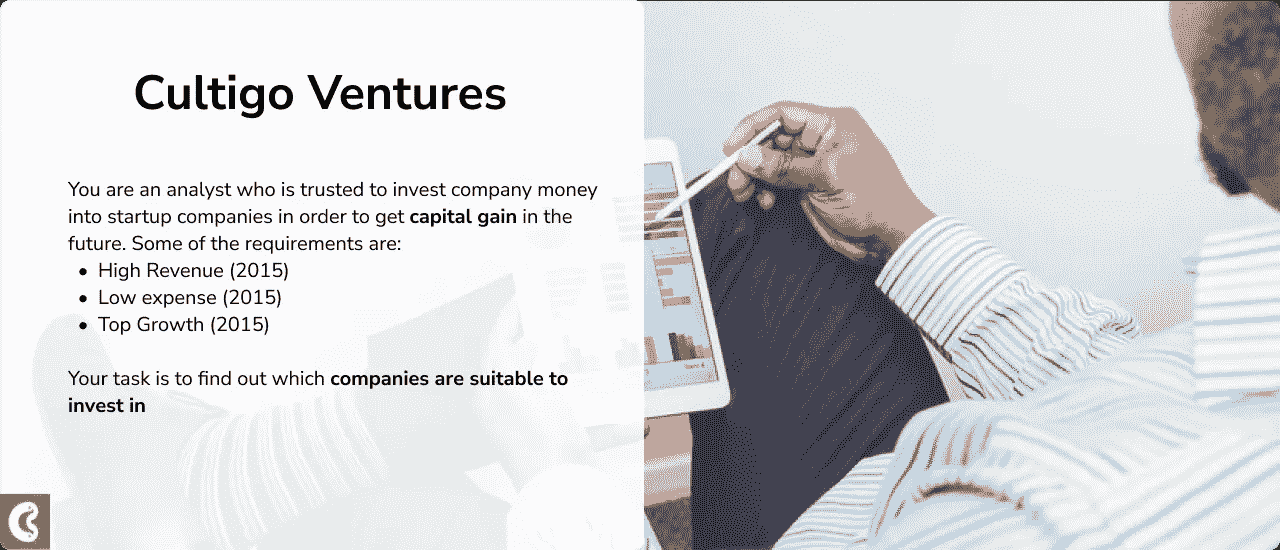 Cultigo Ventures
You are an analyst who is trusted to invest company money
into startup companies in order to get capital gain in the
future. Some of the requirements are:
• High Revenue (2015)
• Low expense (2015)
• Top Growth (2015)
Your task is to find out which companies are suitable to
invest in